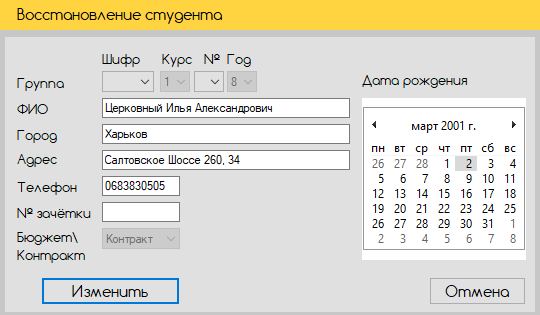 Восстановление студента
Шифр Курс № Год
Группа 1 8
ФИО Церковный Илья Александрович
Город Харьков
Адрес Салтовское Шоссе 260, 34
Телефон 0683830505
№ зачётки
Бюджет\
Контракт Контракт
Дата рождения
март 2001 г.
пн вт ср чт пт сб вс
26 27 28 1 2 3 4
5 6 7 8 9 10 11
12 13 14 15 16 17 18
19 20 21 22 23 24 25
26 27 28 29 30 31 1
2 3 4 5 6 7 8
Изменить Отмена